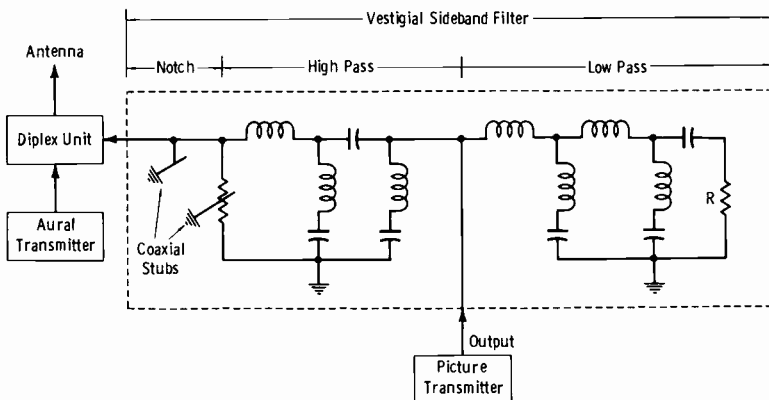 Vestigial Sideband Filter
Antenna
Notch
High Pass
Low Pass
Diplex Unit
Aural
Transmitter
Coaxial
Stubs
R
Output
Picture
Transmitter